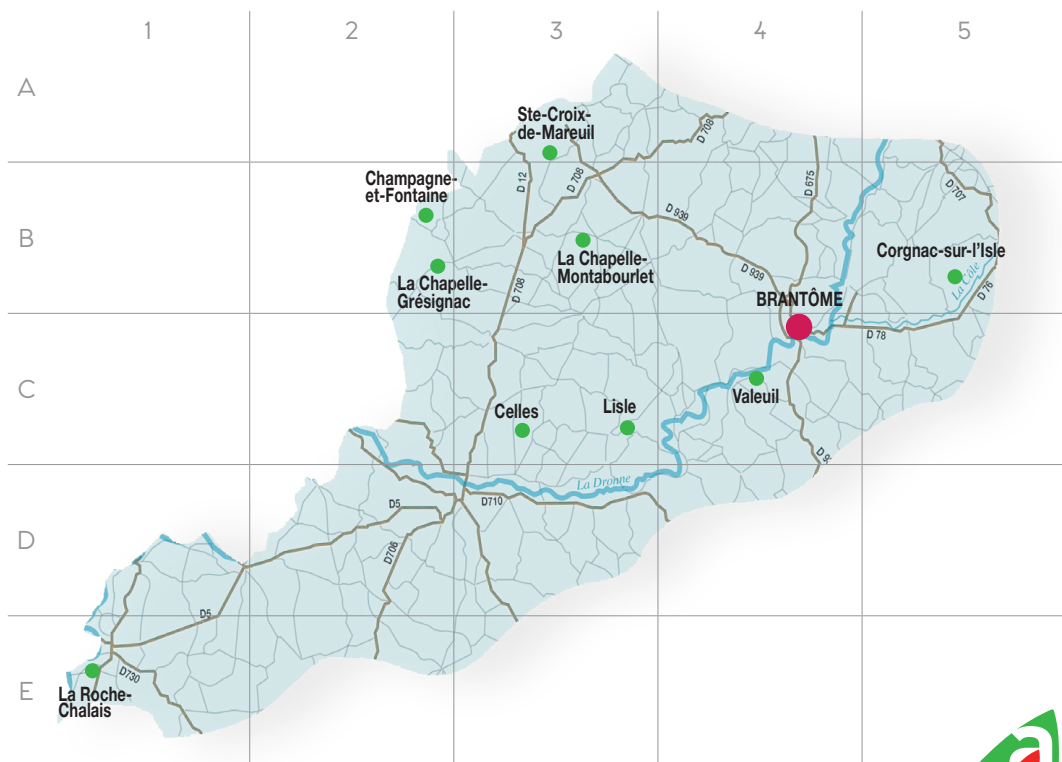 1 2 3 4 5
A
Ste-Croix-
de-Mareuil
D 708
D 12
D 708
D 675
D 707
Champagne-
et-Fontaine
B
D 939
La Chapelle-
Montabourlet
Corgnac-sur-l'Isle
La Chapelle-
Grésignac
D 939
La Côle
D 76
D 708
BRANTÔME
D 78
C
Valeuil
Celles
Lisle
La Dronne
D5
D710
D
D706
D5
E
D730
La Roche-
Chalais